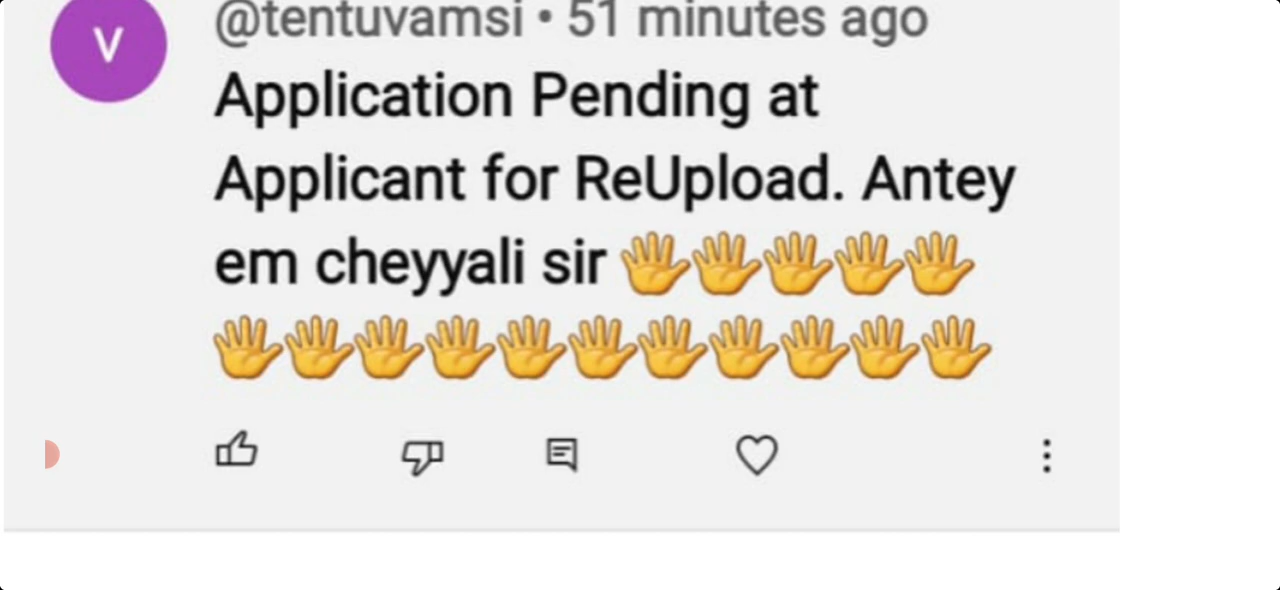 V
@tentuvamsi • 51 minutes ago
Application Pending at
Applicant for ReUpload. Antey
em cheyyali sir 🖐🖐🖐🖐🖐
🖐🖐🖐🖐🖐🖐🖐🖐🖐🖐🖐